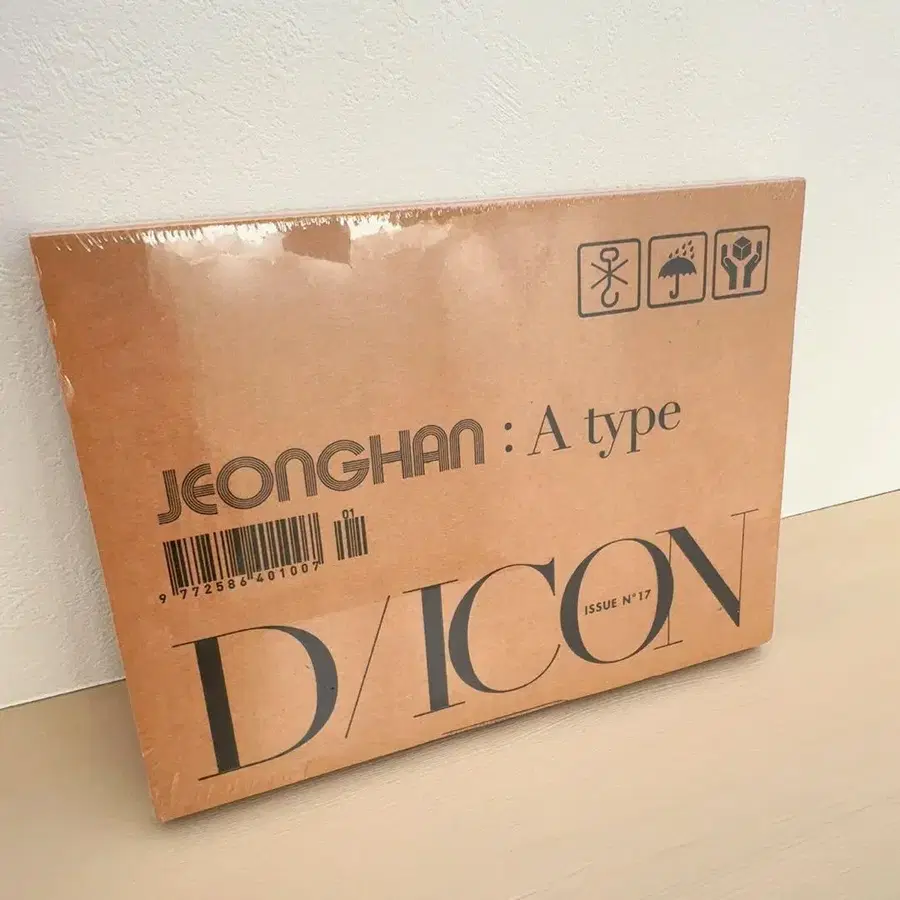 JEONGHAN : A type
01
9 772586 401007
D/ICON
ISSUE N°17